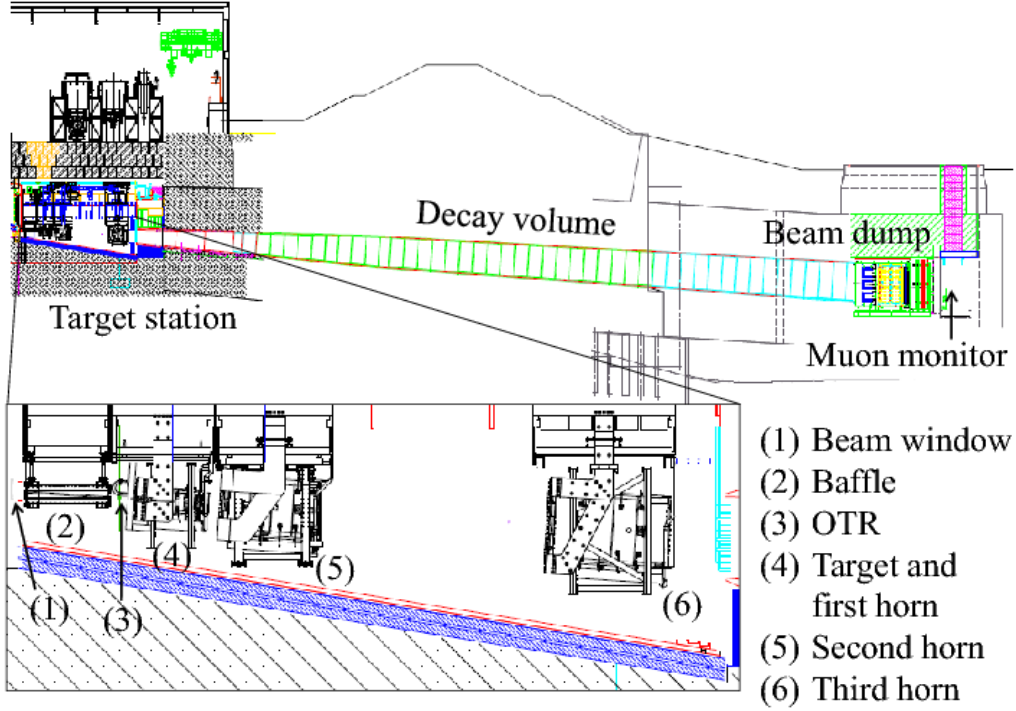 Decay volume
Beam dump
Target station
Muon monitor
(1) Beam window
(2) Baffle
(3) OTR
(4) Target and
first horn
(5) Second horn
(6) Third horn
(2)
(4)
(5)
(6)
(1)
(3)